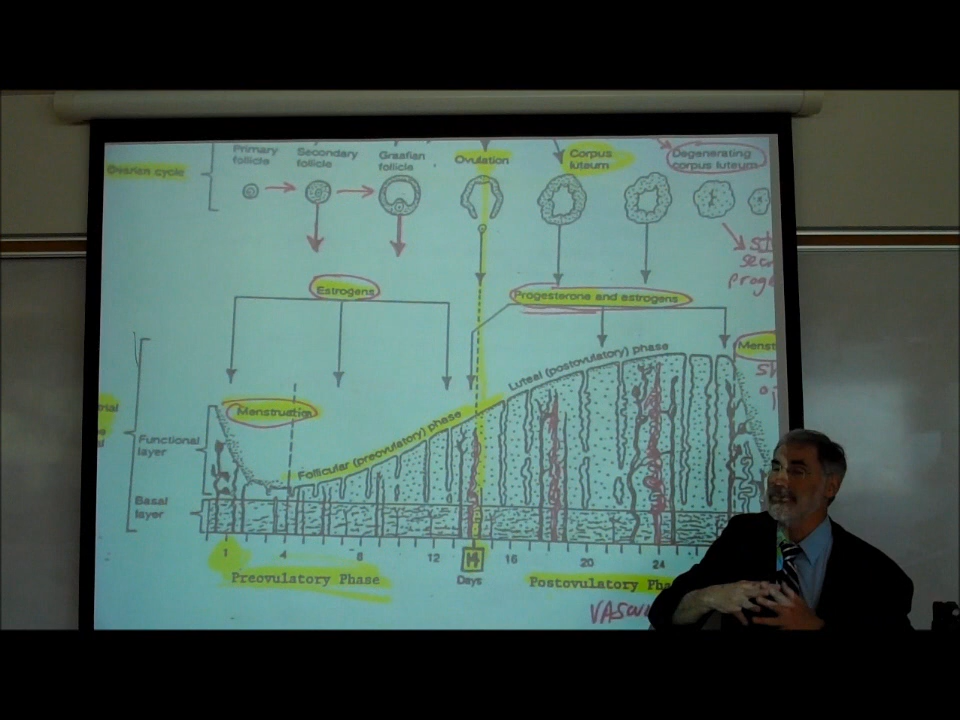 Ovarian cycle
Primary
follicle
Secondary
follicle
Graafian
follicle
Ovulation
Corpus
luteum
Degenerating
corpus luteum
Estrogens
Progesterone and estrogens
Menstruation
Follicular (preovulatory) phase
Luteal (postovulatory) phase
Functional
layer
Basal
layer
1 4 8 12 14 16 20 24
Days
Preovulatory Phase
Postovulatory